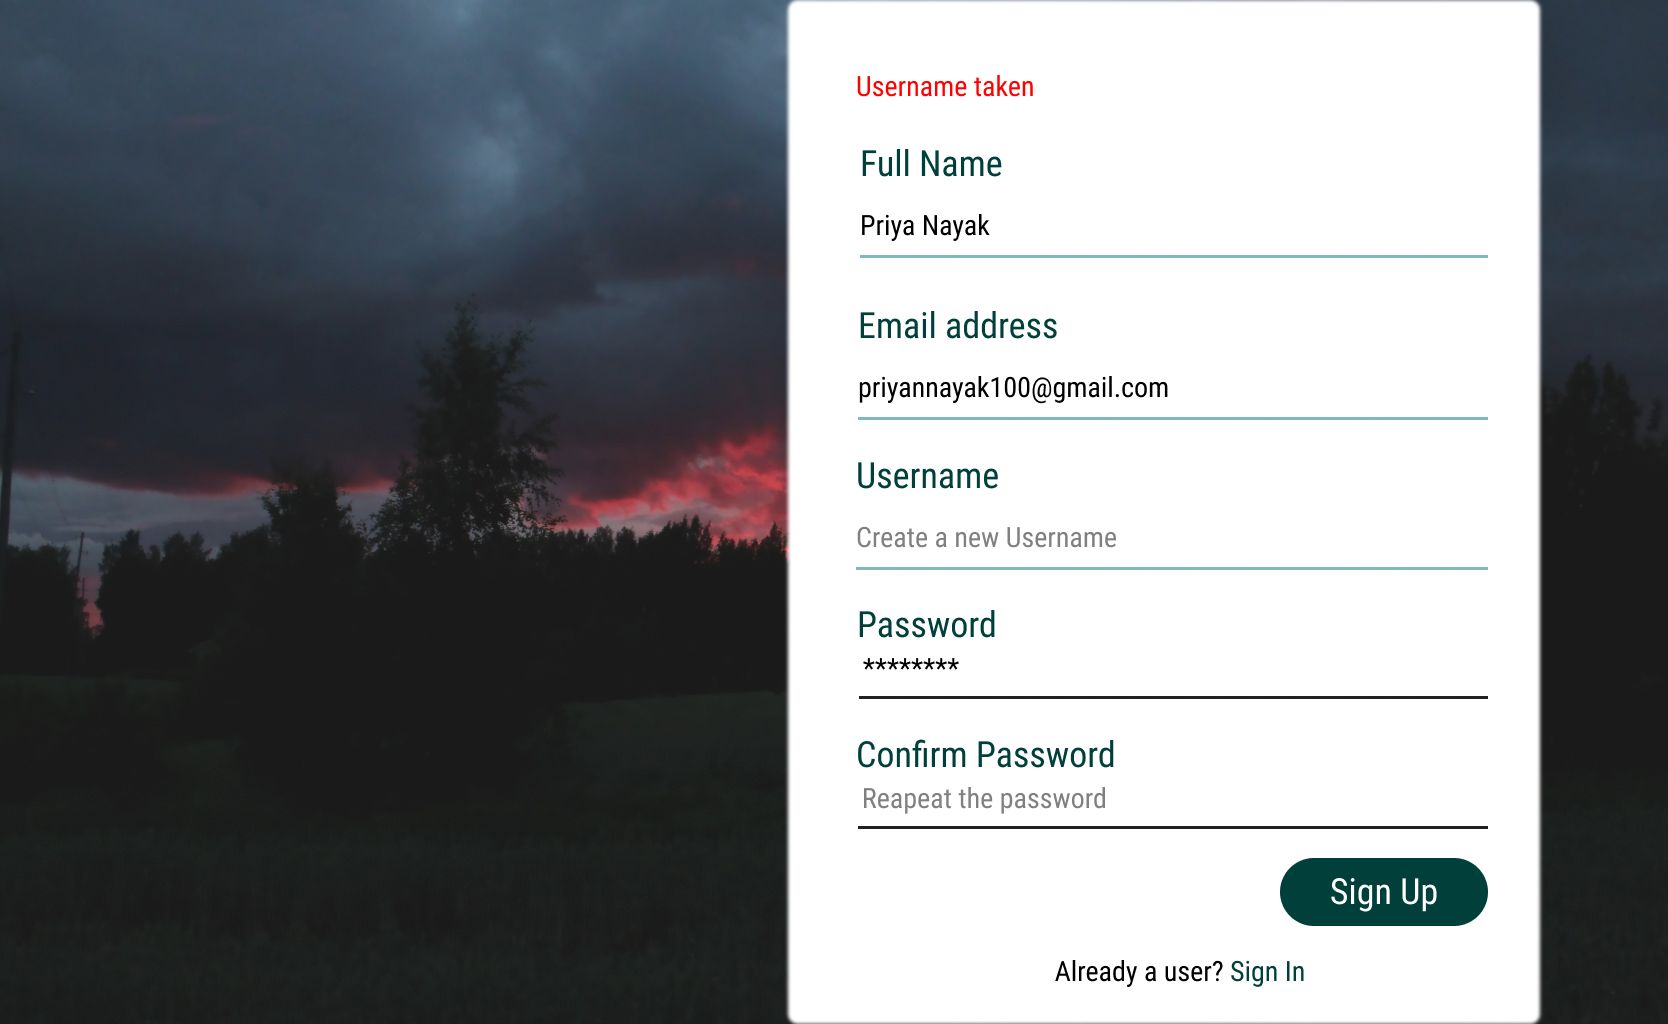 Username taken
Full Name
Priya Nayak
Email address
priyannayak100@gmail.com
Username
Create a new Username
Password
********
Confirm Password
Reapeat the password
Sign Up
Already a user? Sign In